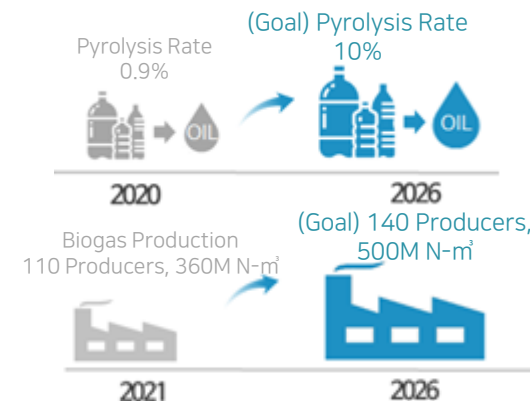 Pyrolysis Rate
0.9%
(Goal) Pyrolysis Rate
10%
OIL
OIL
2020
2026
Biogas Production
110 Producers, 360M N-㎥
(Goal) 140 Producers,
500M N-㎥
2021
2026